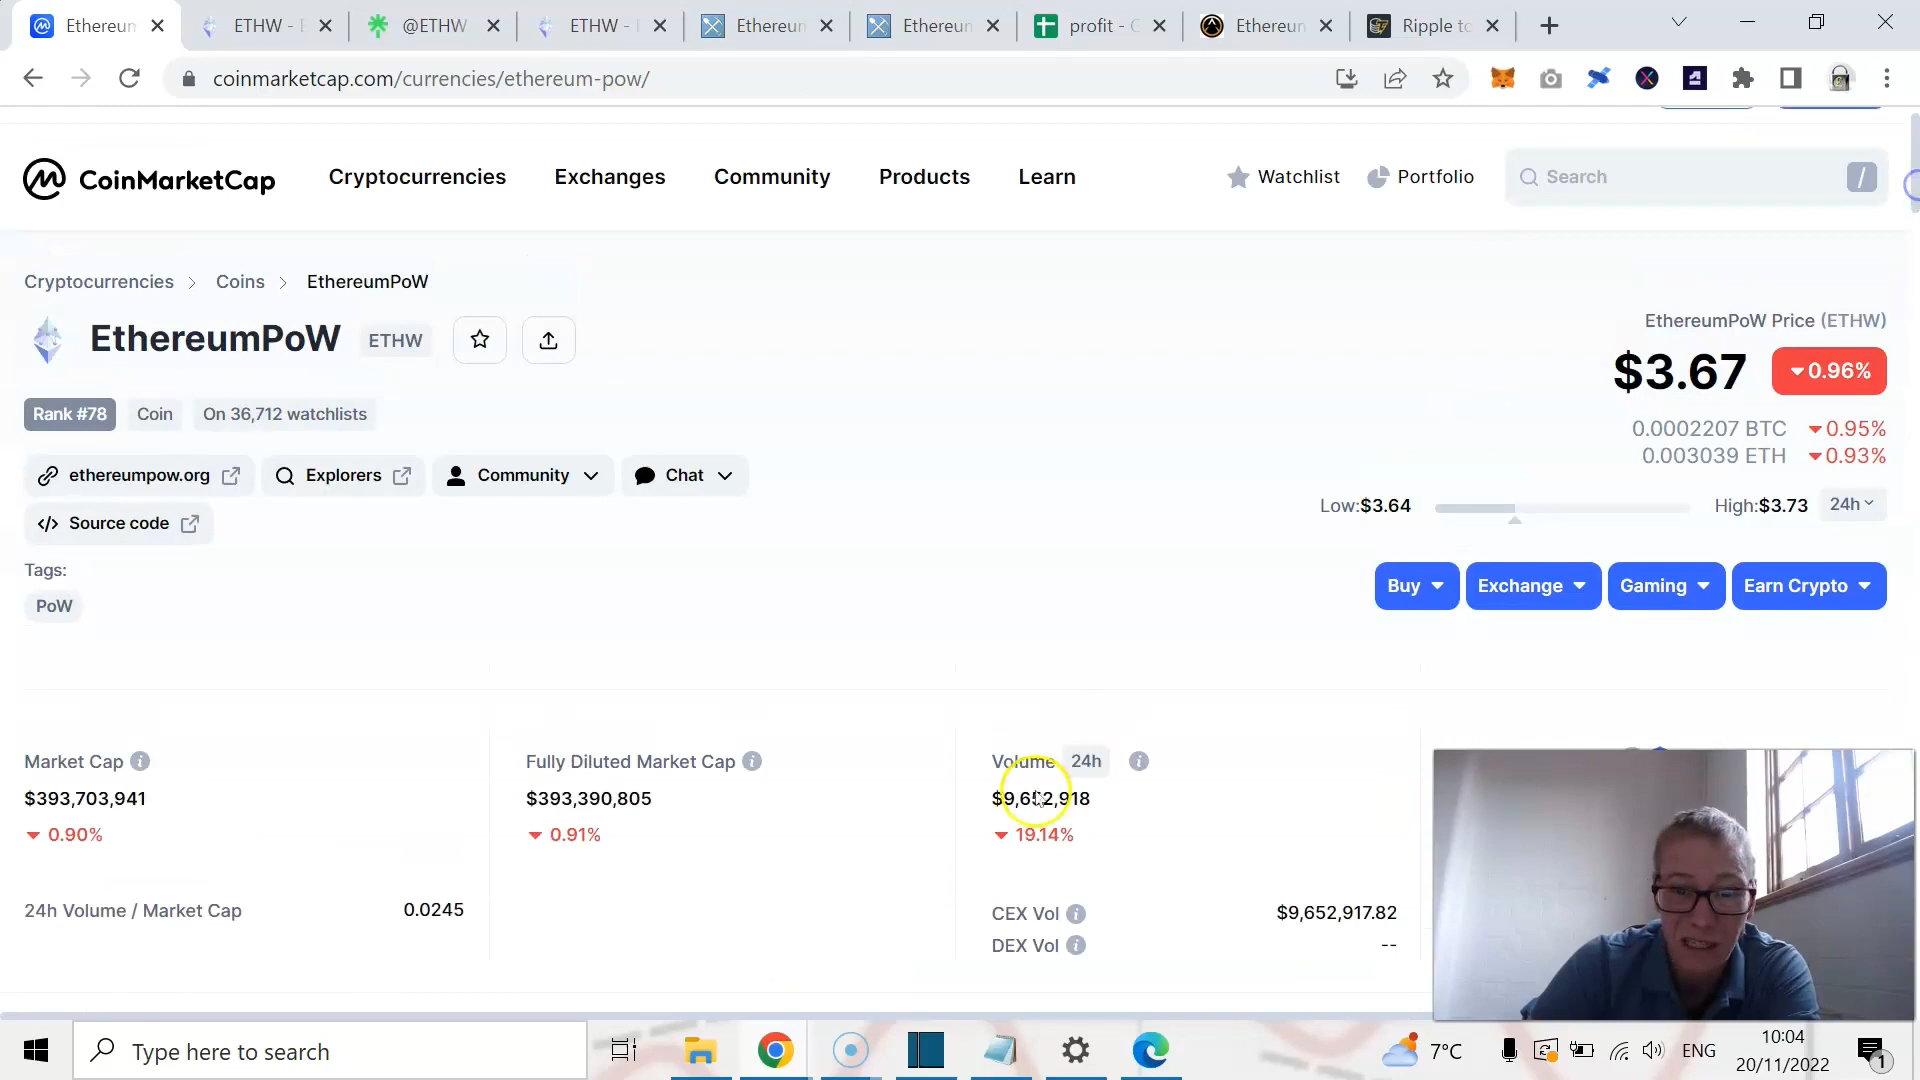 Ethereum
ETHW -
@ETHW
ETHW -
Ethereum
Ethereum
profit -
Ethereum
Ripple to
coinmarketcap.com/currencies/ethereum-pow/
CoinMarketCap
Cryptocurrencies
Exchanges
Community
Products
Learn
Watchlist
Portfolio
Search
/
Cryptocurrencies > Coins > EthereumPoW
EthereumPoW ETHW
Rank #78 Coin On 36,712 watchlists
ethereumpow.org Explorers Community Chat
</> Source code
Tags:
PoW
EthereumPoW Price (ETHW)
$3.67 0.96%
0.0002207 BTC 0.95%
0.003039 ETH 0.93%
Low:$3.64 High:$3.73 24h
Buy Exchange Gaming Earn Crypto
Market Cap
$393,703,941
0.90%
24h Volume / Market Cap 0.0245
Fully Diluted Market Cap
$393,390,805
0.91%
Volume 24h
$9,652,918
19.14%
CEX Vol $9,652,917.82
DEX Vol --
Type here to search
7°C
ENG
10:04
20/11/2022
1